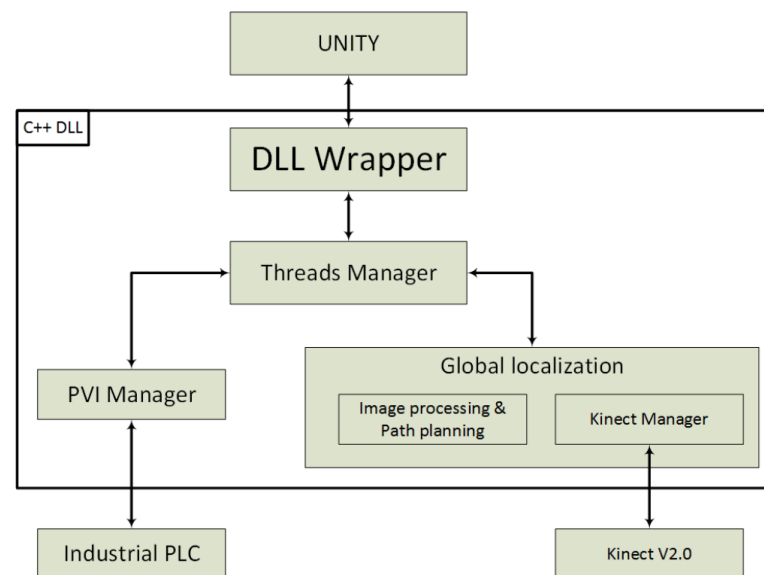 UNITY
C++ DLL
DLL Wrapper
Threads Manager
Global localization
PVI Manager
Image processing &
Path planning
Kinect Manager
Industrial PLC
Kinect V2.0